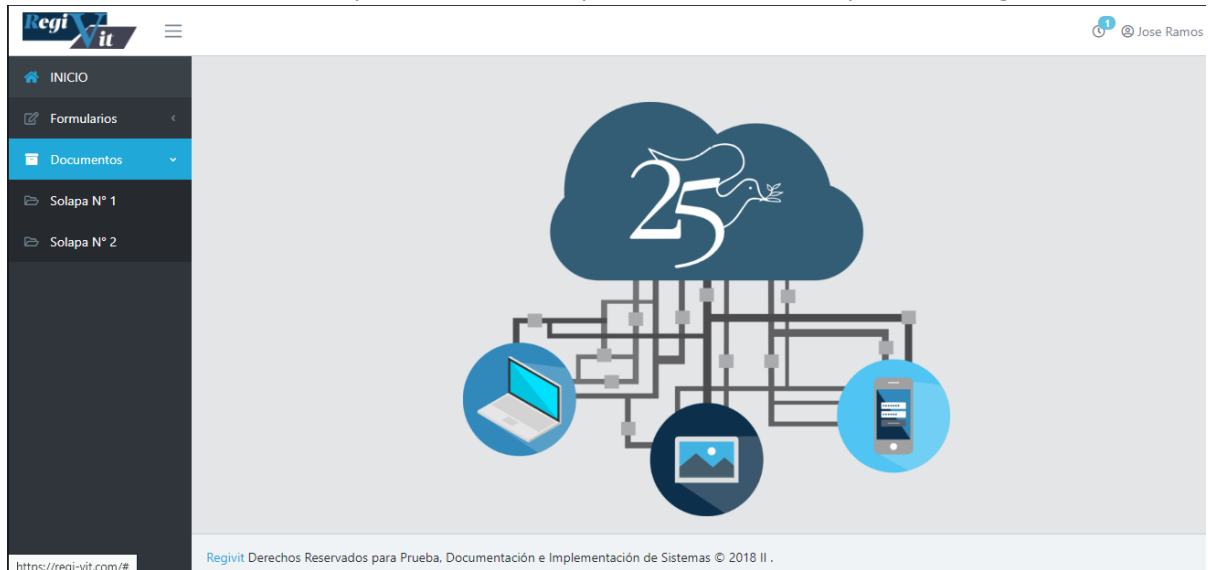 Regi Vit
1
Jose Ramos
INICIO
Formularios
Documentos
Solapa N° 1
Solapa N° 2
25
Regivit Derechos Reservados para Prueba, Documentación e Implementación de Sistemas © 2018 II .
https://regi-vit.com/#